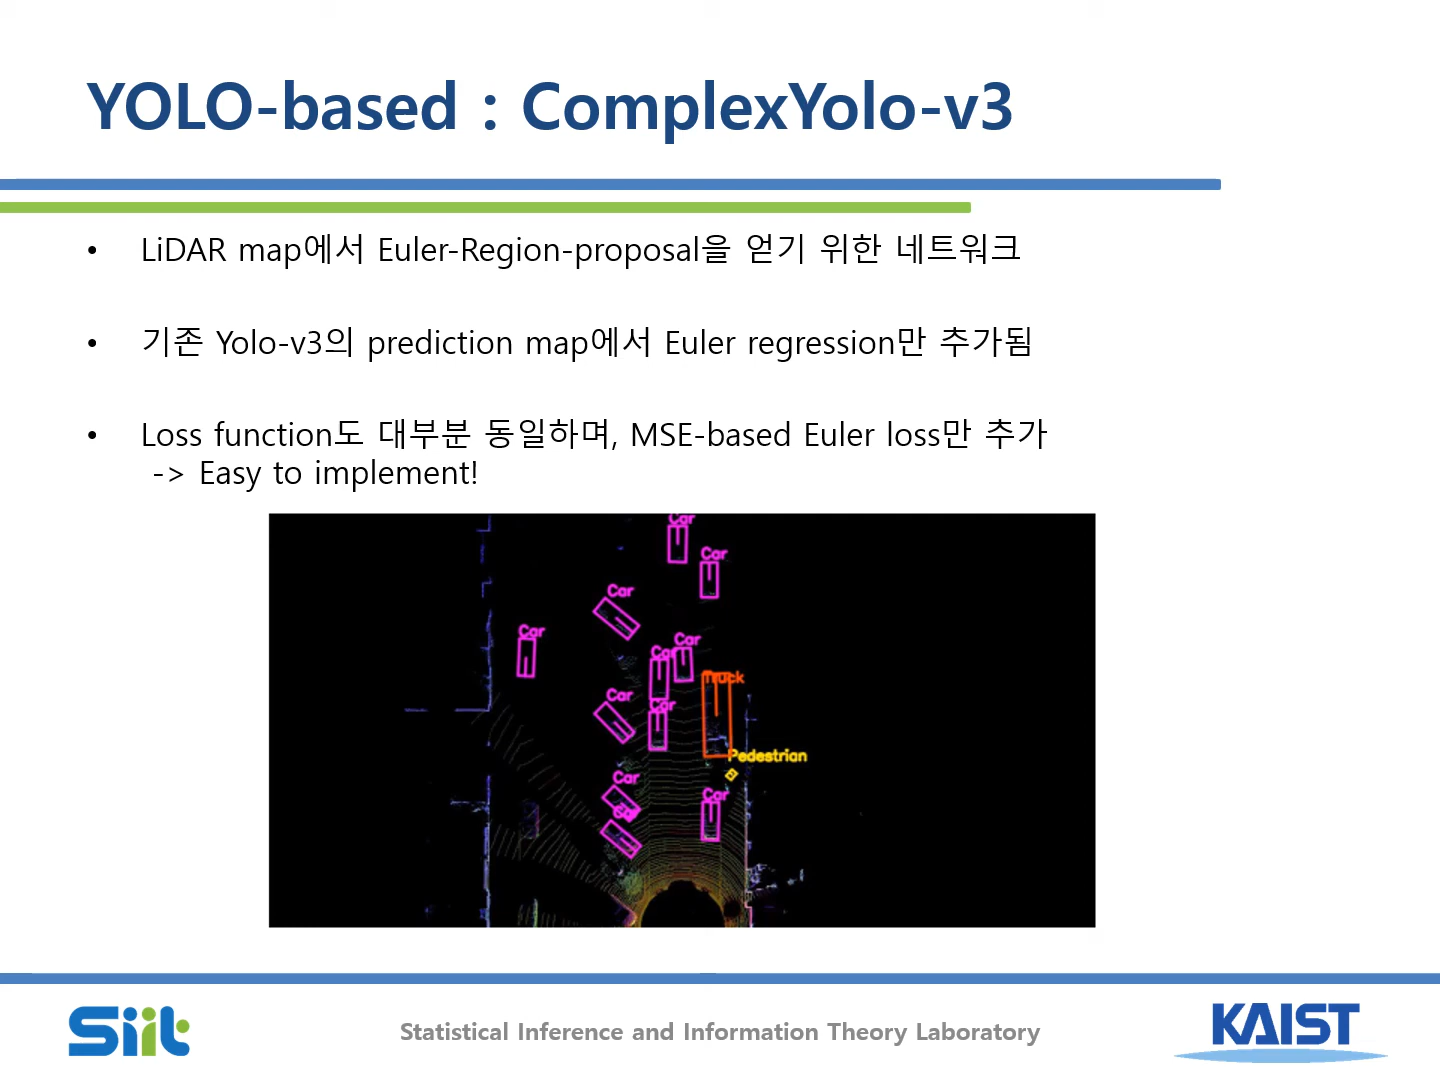 YOLO-based : ComplexYolo-v3
• LiDAR map에서 Euler-Region-proposal을 얻기 위한 네트워크
• 기존 Yolo-v3의 prediction map에서 Euler regression만 추가됨
• Loss function도 대부분 동일하며, MSE-based Euler loss만 추가
-> Easy to implement!
Car
Car
Car
Car
Car
Car
Truck
Car
Car
Pedestrian
Car
Car
Car
Siit
Statistical Inference and Information Theory Laboratory
KAIST